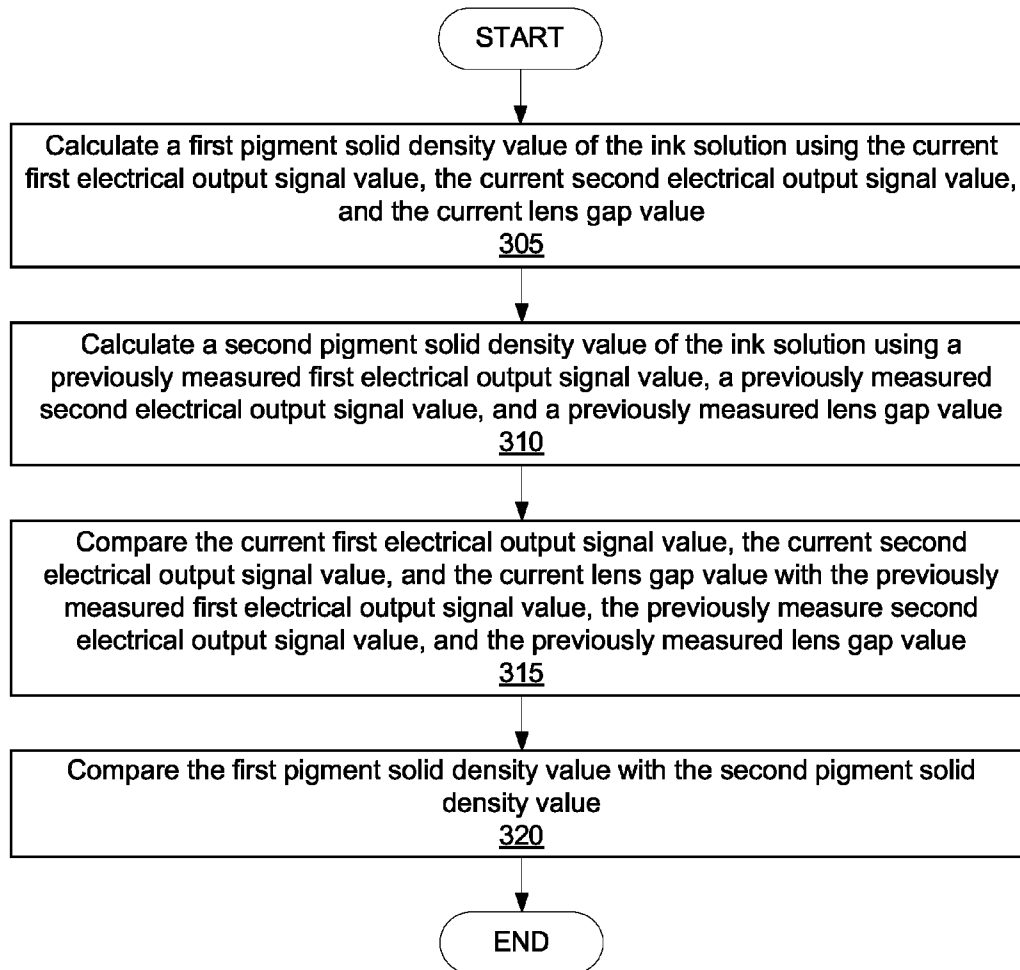 START
Calculate a first pigment solid density value of the ink solution using the current
first electrical output signal value, the current second electrical output signal value,
and the current lens gap value
305
Calculate a second pigment solid density value of the ink solution using a
previously measured first electrical output signal value, a previously measured
second electrical output signal value, and a previously measured lens gap value
310
Compare the current first electrical output signal value, the current second
electrical output signal value, and the current lens gap value with the previously
measured first electrical output signal value, the previously measure second
electrical output signal value, and the previously measured lens gap value
315
Compare the first pigment solid density value with the second pigment solid
density value
320
END